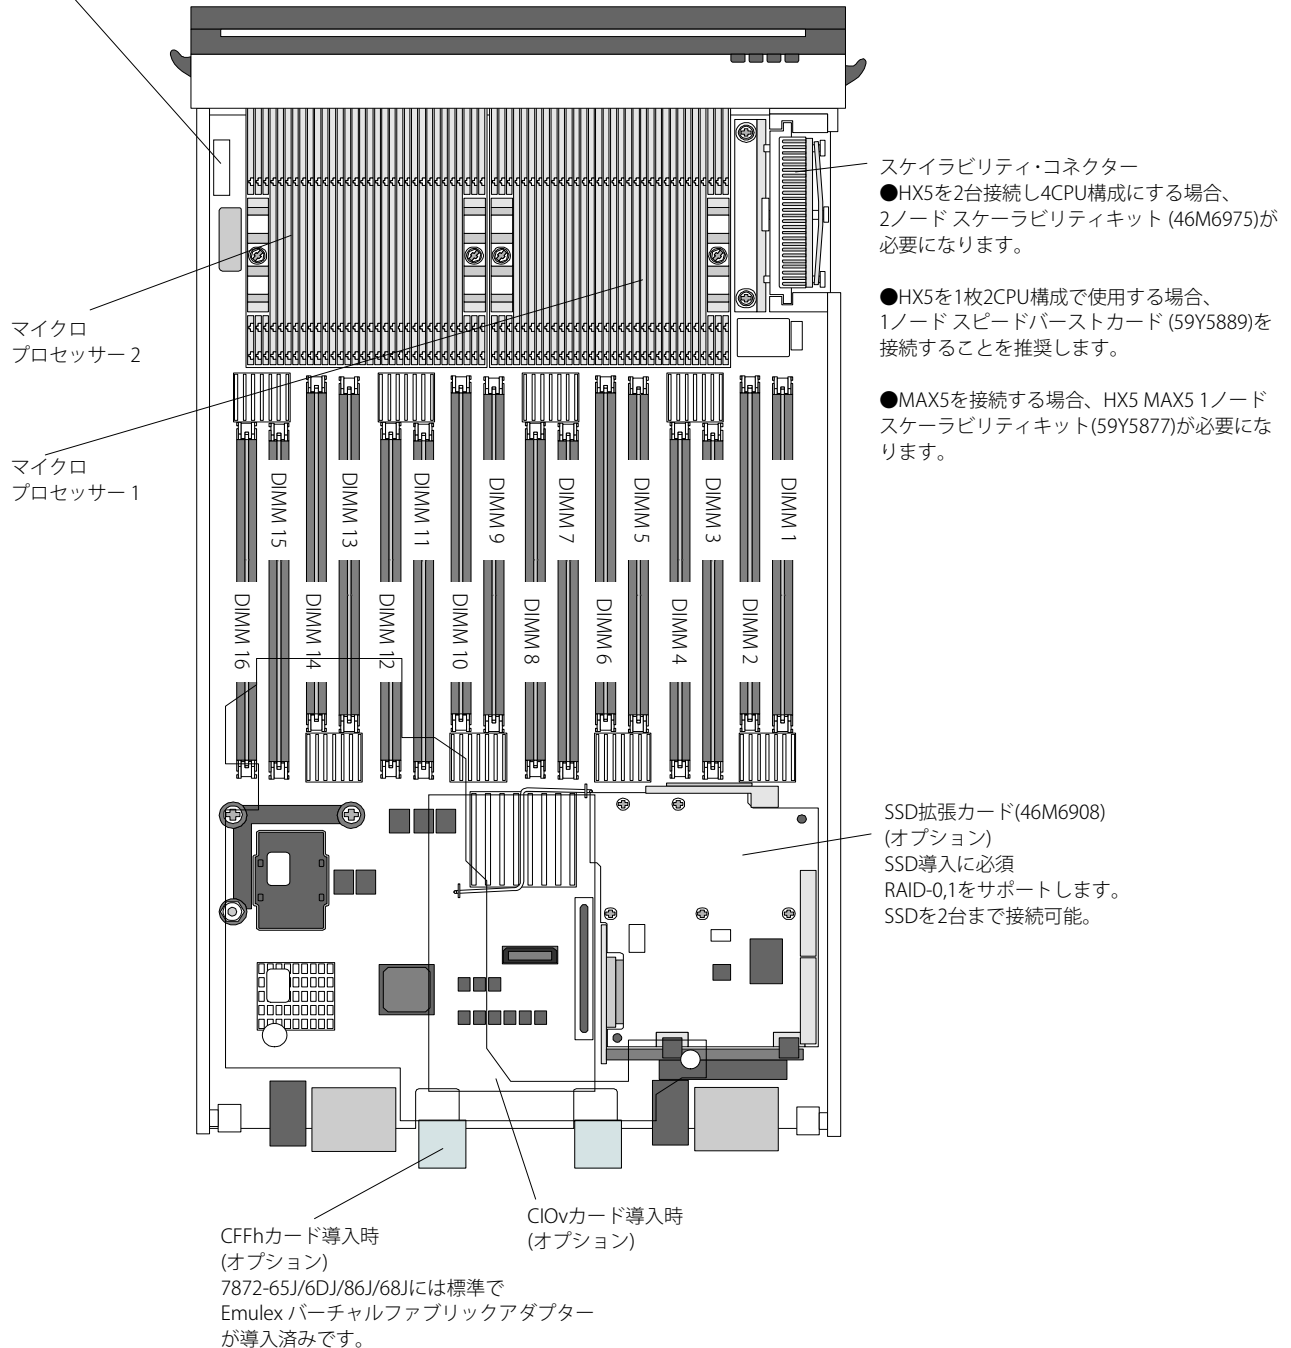 スケイラビリティ・コネクター
●HX5を2台接続し4CPU構成にする場合、
2ノード スケーラビリティキット (46M6975)が
必要になります。
●HX5を1枚2CPU構成で使用する場合、
1ノード スピードバーストカード (59Y5889)を
接続することを推奨します。
●MAX5を接続する場合、HX5 MAX5 1ノード
スケーラビリティキット(59Y5877)が必要にな
ります。
マイクロ
プロセッサー 2
マイクロ
プロセッサー 1
DIMM 15
DIMM 13
DIMM 11
DIMM 9
DIMM 7
DIMM 5
DIMM 3
DIMM 1
DIMM 16
DIMM 14
DIMM 12
DIMM 10
DIMM 8
DIMM 6
DIMM 4
DIMM 2
SSD拡張カード(46M6908)
(オプション)
SSD導入に必須
RAID-0,1をサポートします。
SSDを2台まで接続可能。
CIOvカード導入時
(オプション)
CFFhカード導入時
(オプション)
7872-65J/6DJ/86J/68Jには標準で
Emulex バーチャルファブリックアダプター
が導入済みです。